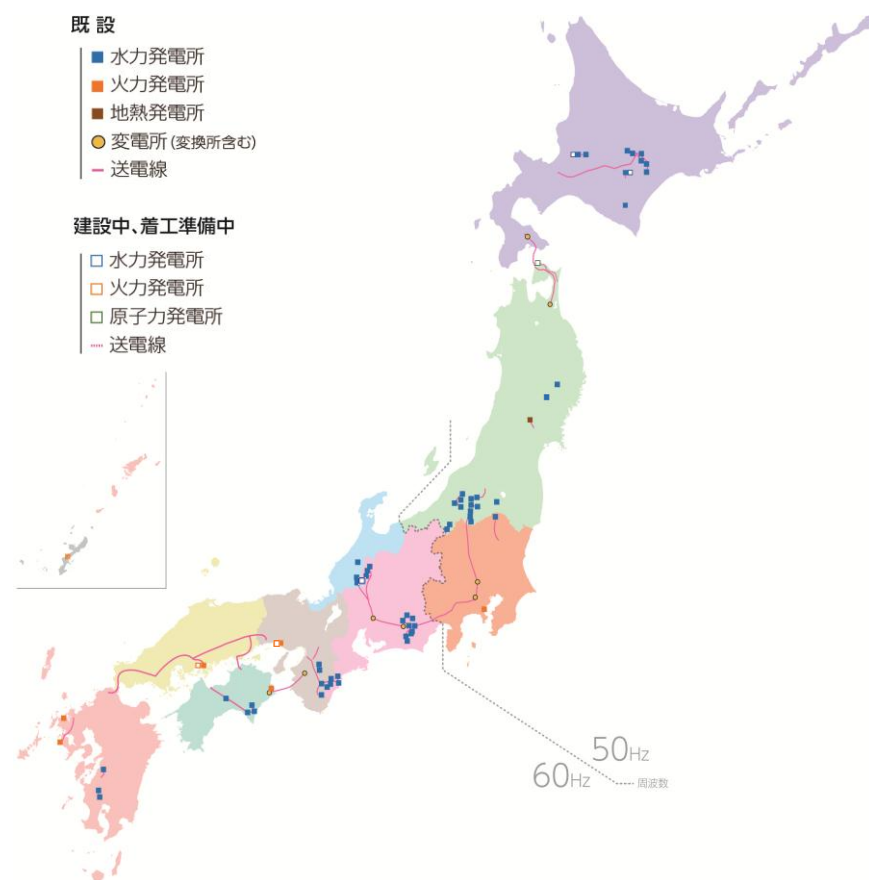 既 設
水力発電所
火力発電所
地熱発電所
変電所 (変換所含む)
送電線
建設中、着工準備中
水力発電所
火力発電所
原子力発電所
送電線
50Hz
60Hz
周波数